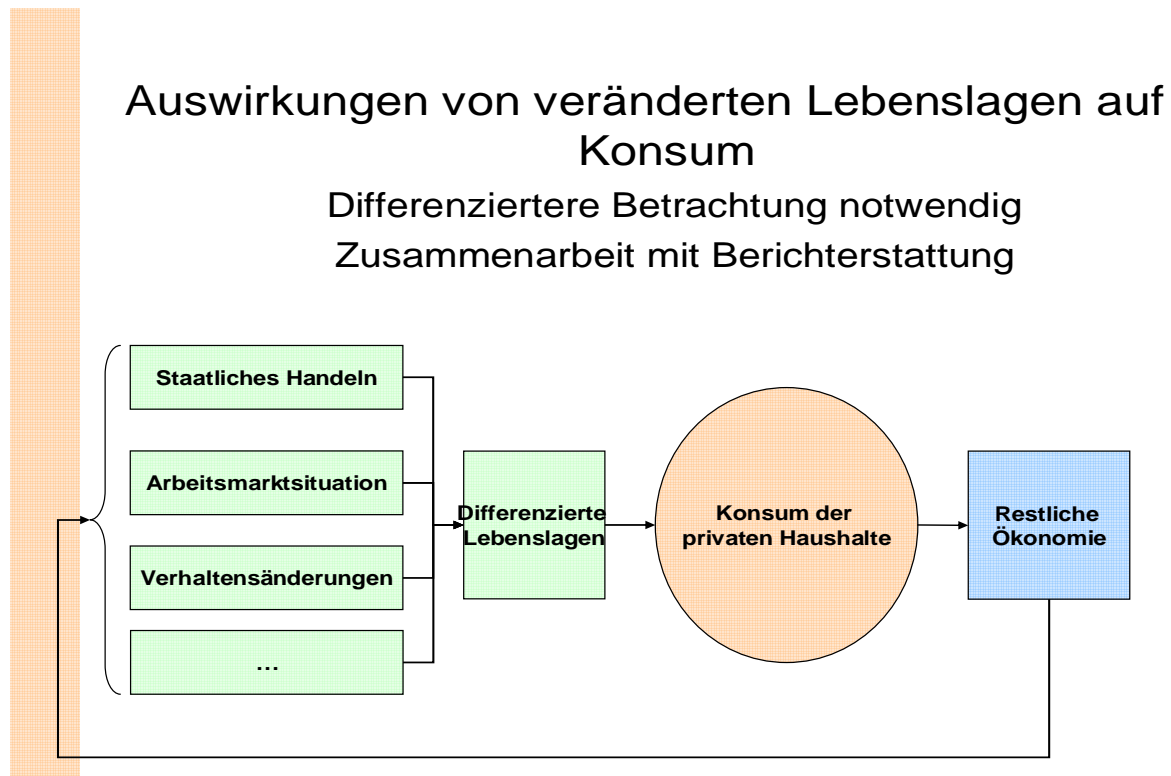 Auswirkungen von veränderten Lebenslagen auf
Konsum
Differenziertere Betrachtung notwendig
Zusammenarbeit mit Berichterstattung
Staatliches Handeln
Arbeitsmarktsituation
Verhaltensänderungen
…
Differenzierte
Lebenslagen
Konsum der
privaten Haushalte
Restliche
Ökonomie